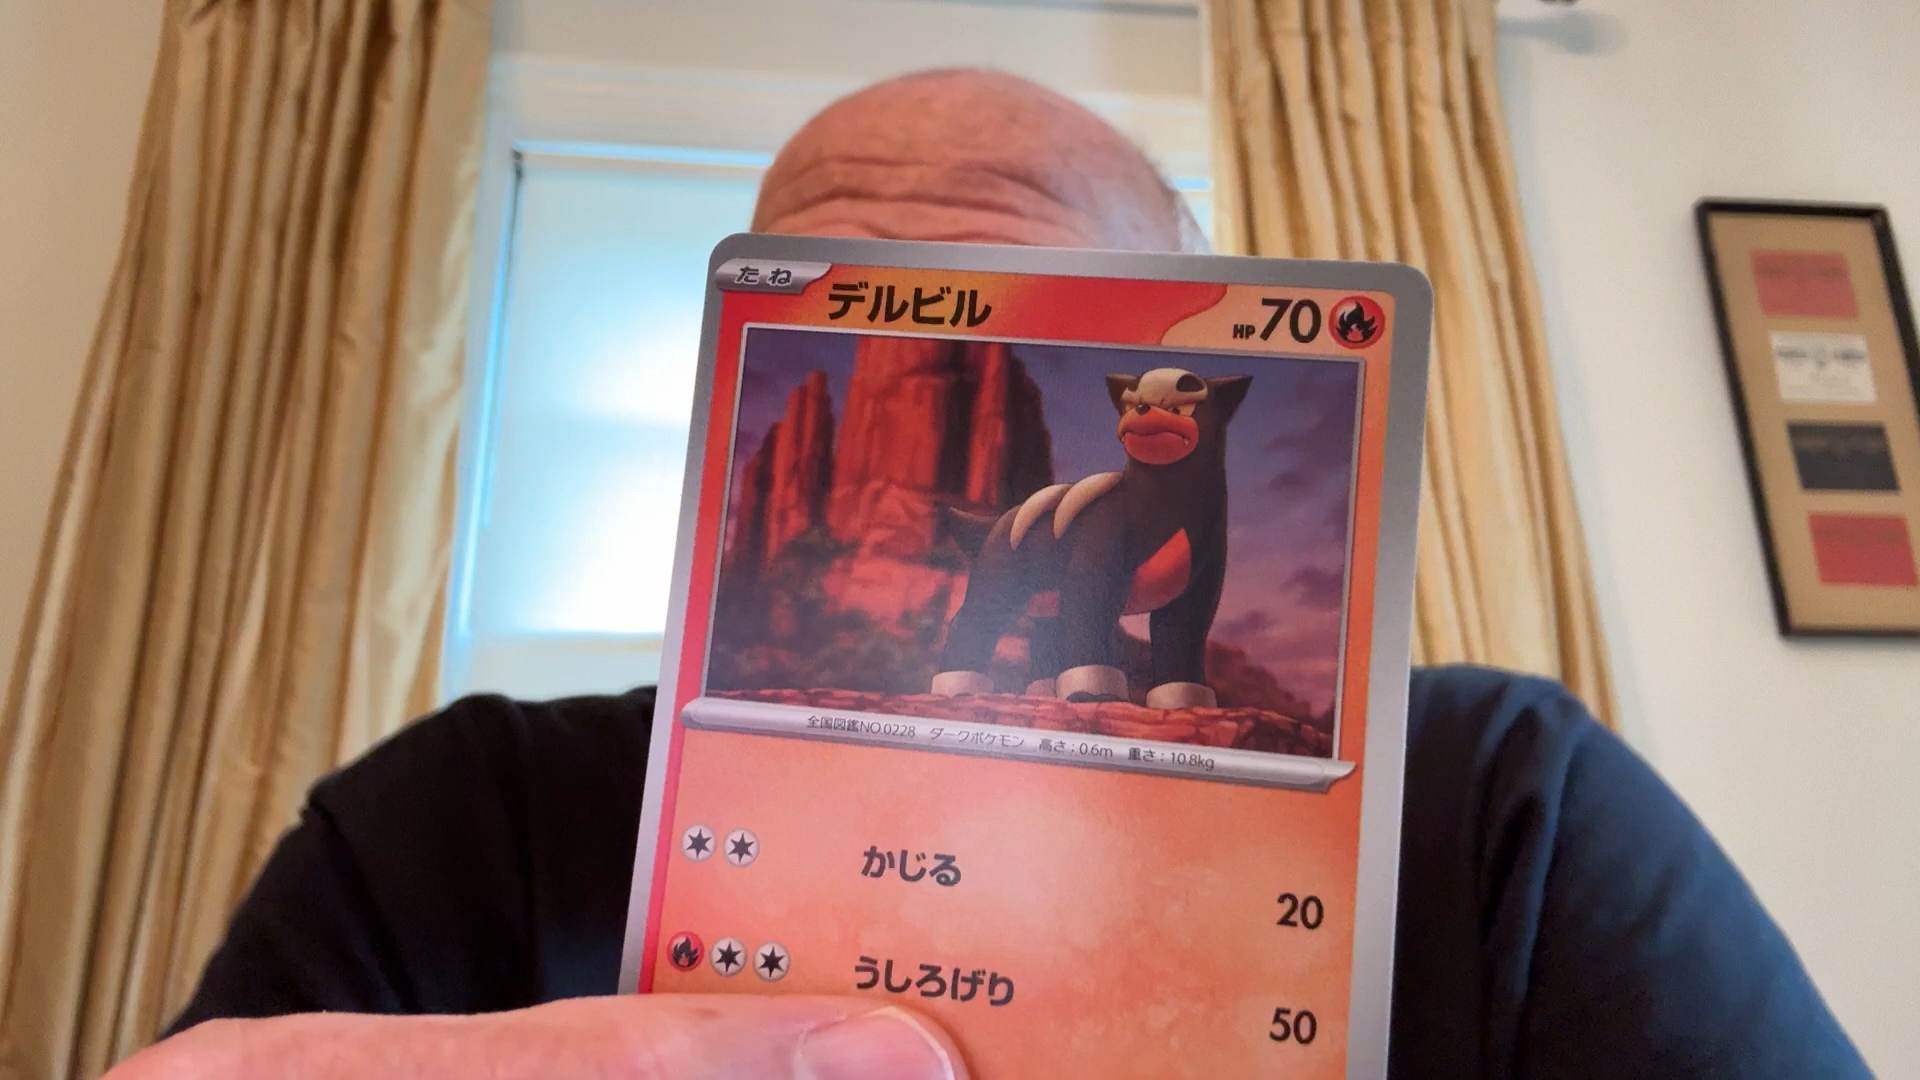 たね
デルビル
HP70
全国図鑑NO.0228 ダークポケモン 高さ:0.6m 重さ:10.8kg
かじる 20
うしろげり 50